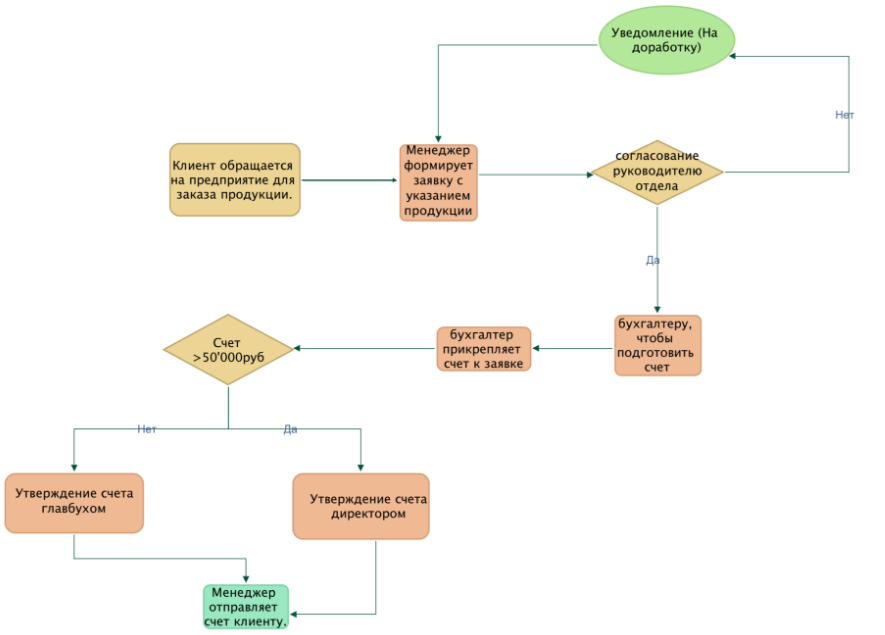 Уведомление (На
доработку)
Нет
Клиент обращается
на предприятие для
заказа продукции.
Менеджер
формирует
заявку с
указанием
продукции
согласование
руководителю
отдела
Да
Счет
>50'000руб
бухгалтер
прикрепляет
счет к заявке
бухгалтеру,
чтобы
подготовить
счет
Нет
Да
Утверждение счета
главбухом
Утверждение счета
директором
Менеджер
отправляет
счет клиенту.